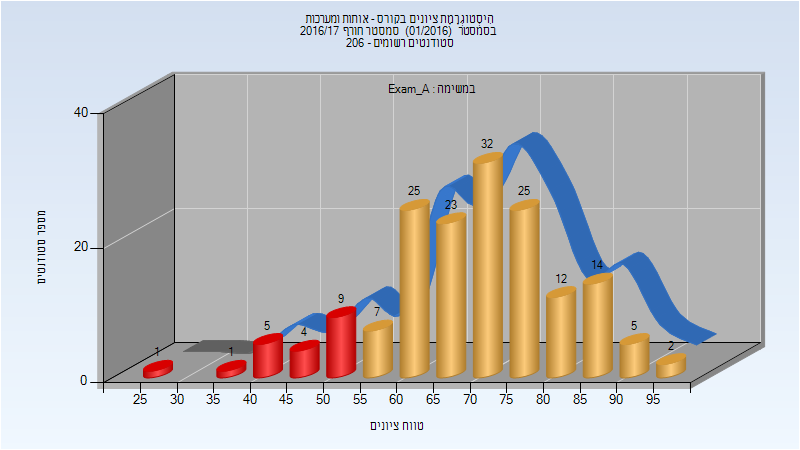 היסטוגרמת ציונים בקורס - אותות ומערכות
בסמסטר (01/2016) סמסטר חורף 2016/17
סטודנטים רשומים - 206
במשימה : Exam_A
מספר סטודנטים
40
20
0
1
1
5
4
9
7
25
23
32
25
12
14
5
2
25 30 35 40 45 50 55 60 65 70 75 80 85 90 95
טווח ציונים